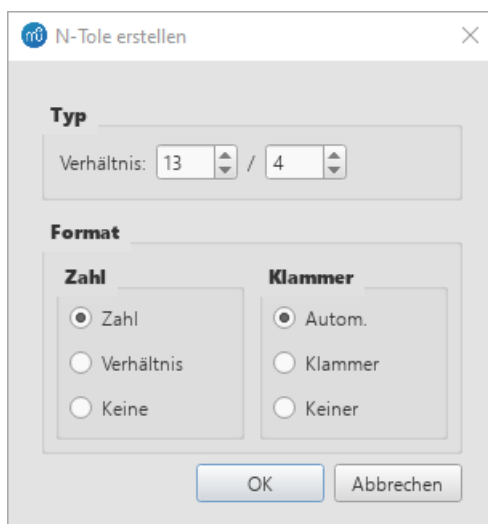 N-Tole erstellen
Typ
Verhältnis: 13 / 4
Format
Zahl Klammer
Zahl Autom.
Verhältnis Klammer
Keine Keiner
OK Abbrechen